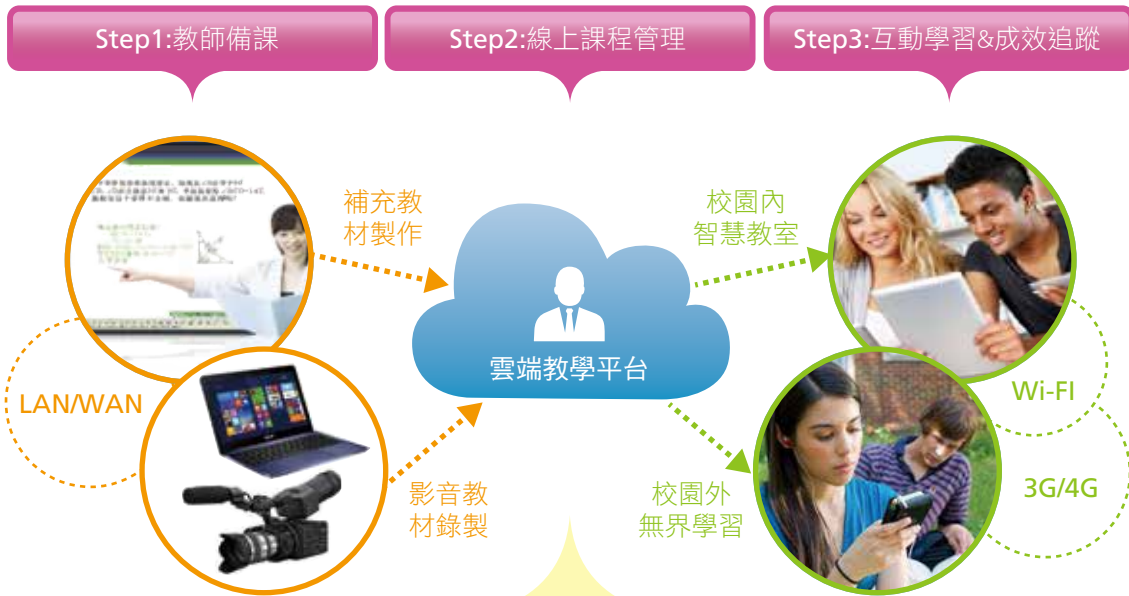 Step1:教師備課
Step2:線上課程管理
Step3:互動學習&成效追蹤
補充教
材製作
校園內
智慧教室
雲端教學平台
LAN/WAN
Wi-FI
影音教
材錄製
校園外
無界學習
3G/4G